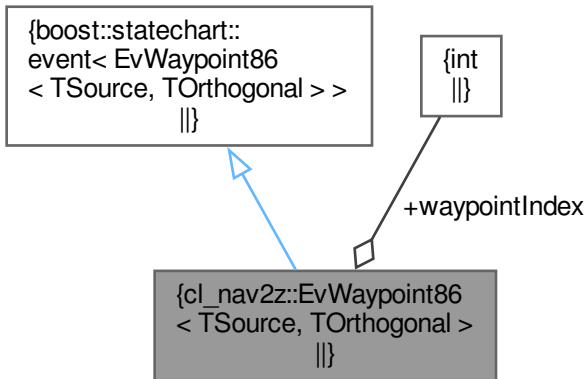 {boost::statechart::
event< EvWaypoint86
< TSource, TOrthogonal > >
||}
{int
||}
+waypointIndex
{cl_nav2z::EvWaypoint86
< TSource, TOrthogonal >
||}